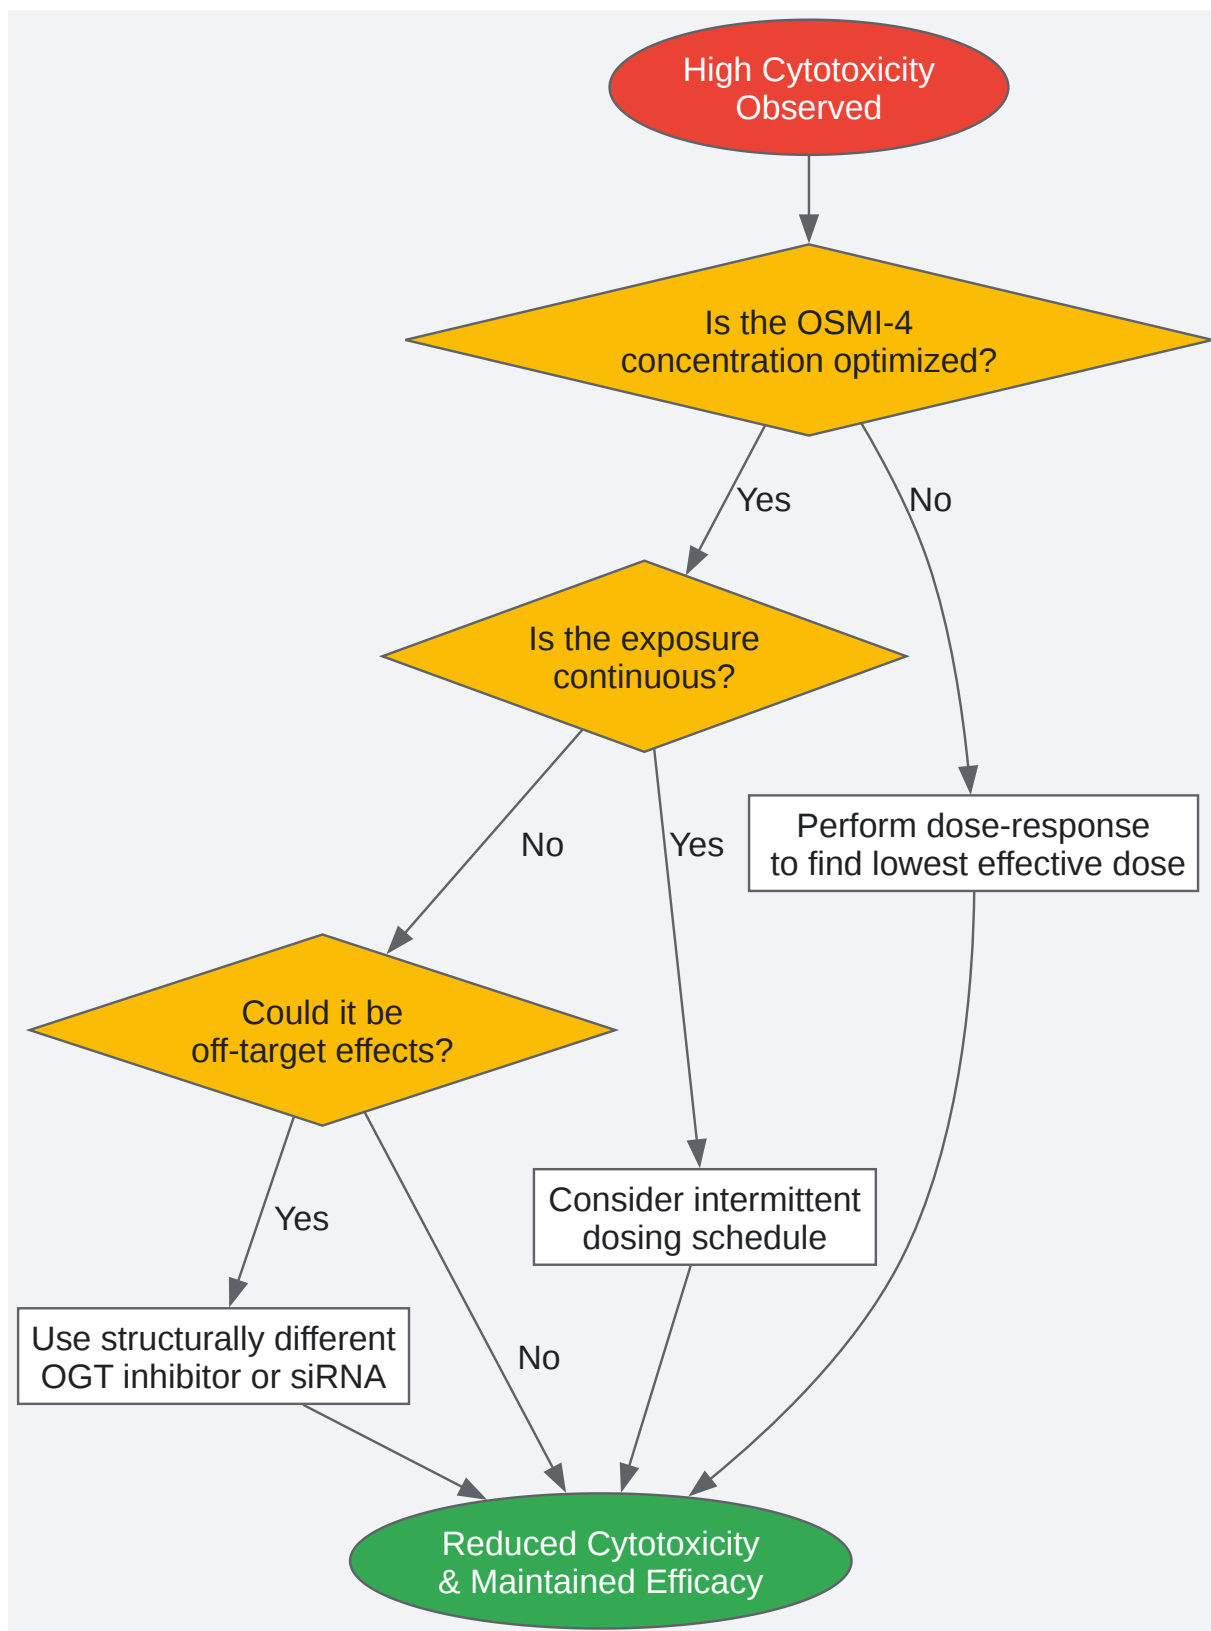 High Cytotoxicity
Observed
Is the OSMI-4
concentration optimized?
Yes
No
Is the exposure
continuous?
No
Yes
Perform dose-response
to find lowest effective dose
Could it be
off-target effects?
Yes
Consider intermittent
dosing schedule
Use structurally different
OGT inhibitor or siRNA
No
Reduced Cytotoxicity
& Maintained Efficacy